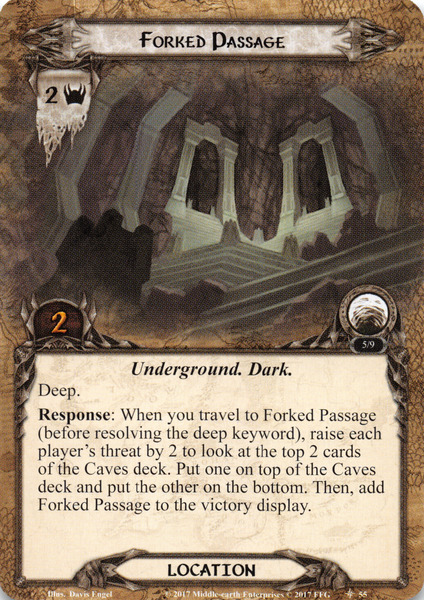 Forked Passage
2
2
5/9
Underground. Dark.
Deep.
Response: When you travel to Forked Passage
(before resolving the deep keyword), raise each
player's threat by 2 to look at the top 2 cards
of the Caves deck. Put one on top of the Caves
deck and put the other on the bottom. Then, add
Forked Passage to the victory display.
LOCATION
Illus. Davis Engel © 2017 Middle-earth Enterprises © 2017 FFG 55